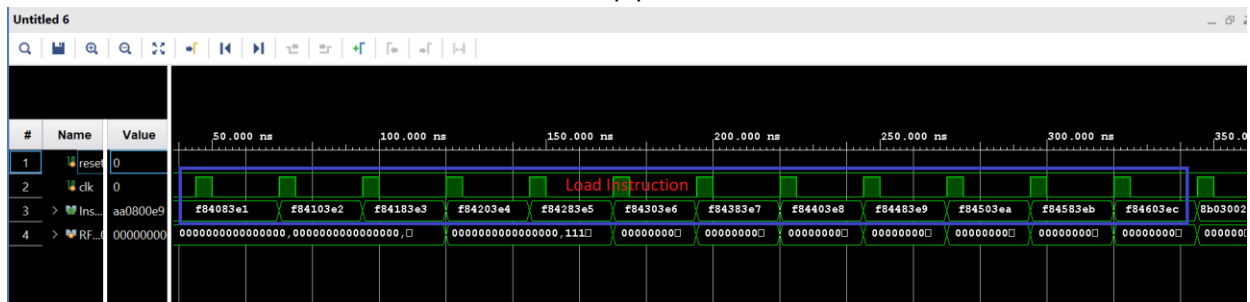 Untitled 6
# Name Value
50.000 ns 100.000 ns 150.000 ns 200.000 ns 250.000 ns 300.000 ns 350.0
1 reset 0
2 clk 0 Load Instruction
3 > Ins... aa0800e9 f84083e1 f84103e2 f84183e3 f84203e4 f84283e5 f84303e6 f84383e7 f84403e8 f84483e9 f84503ea f84583eb f84603ec 8b03002
4 > RF...( 00000000 0000000000000000,0000000000000000,□ 0000000000000000,111□ 00000000□ 00000000□ 00000000□ 00000000□ 00000000□ 00000000□ 00000000□ 000000